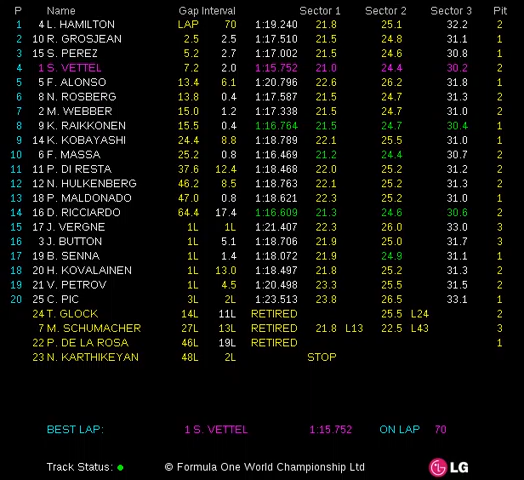 P Name Gap Interval Sector 1 Sector 2 Sector 3 Pit
1 4 L. HAMILTON LAP 70 1:19.240 21.8 25.1 32.2 2
2 10 R. GROSJEAN 2.5 2.5 1:17.510 21.5 24.8 31.1 1
3 15 S. PEREZ 5.2 2.7 1:17.002 21.5 24.6 30.8 1
4 1 S. VETTEL 7.2 2.0 1:15.752 21.0 24.4 30.2 2
5 5 F. ALONSO 13.4 6.1 1:20.796 22.6 26.2 31.8 1
6 8 N. ROSBERG 13.8 0.4 1:17.587 21.5 24.7 31.3 2
7 2 M. WEBBER 15.0 1.2 1:17.338 21.5 24.7 31.0 2
8 9 K. RAIKKONEN 15.5 0.4 1:16.764 21.5 24.7 30.4 1
9 14 K. KOBAYASHI 24.4 8.8 1:18.789 22.1 25.5 31.0 1
10 6 F. MASSA 25.2 0.8 1:16.469 21.2 24.4 30.7 2
11 11 P. DI RESTA 37.6 12.4 1:18.468 22.0 25.2 31.2 2
12 12 N. HULKENBERG 46.2 8.5 1:18.763 22.1 25.2 31.3 2
13 18 P. MALDONADO 47.0 0.8 1:18.621 22.3 25.2 31.0 1
14 16 D. RICCIARDO 64.4 17.4 1:16.609 21.3 24.6 30.6 2
15 17 J. VERGNE 1L 1L 1:21.407 22.3 26.0 33.0 3
16 3 J. BUTTON 1L 5.1 1:18.706 21.9 25.0 31.7 3
17 19 B. SENNA 1L 1.4 1:18.072 21.9 24.9 31.1 1
18 20 H. KOVALAINEN 1L 13.0 1:18.497 21.8 25.2 31.3 2
19 21 V. PETROV 1L 4.5 1:20.498 23.3 25.5 31.5 2
20 25 C. PIC 3L 2L 1:23.513 23.8 26.5 33.1 1
24 T. GLOCK 14L 11L RETIRED 25.5 L24 2
7 M. SCHUMACHER 27L 13L RETIRED 21.8 L13 22.5 L43 3
22 P. DE LA ROSA 46L 19L RETIRED 1
23 N. KARTHIKEYAN 48L 2L STOP
BEST LAP: 1 S. VETTEL 1:15.752 ON LAP 70
Track Status: © Formula One World Championship Ltd LG